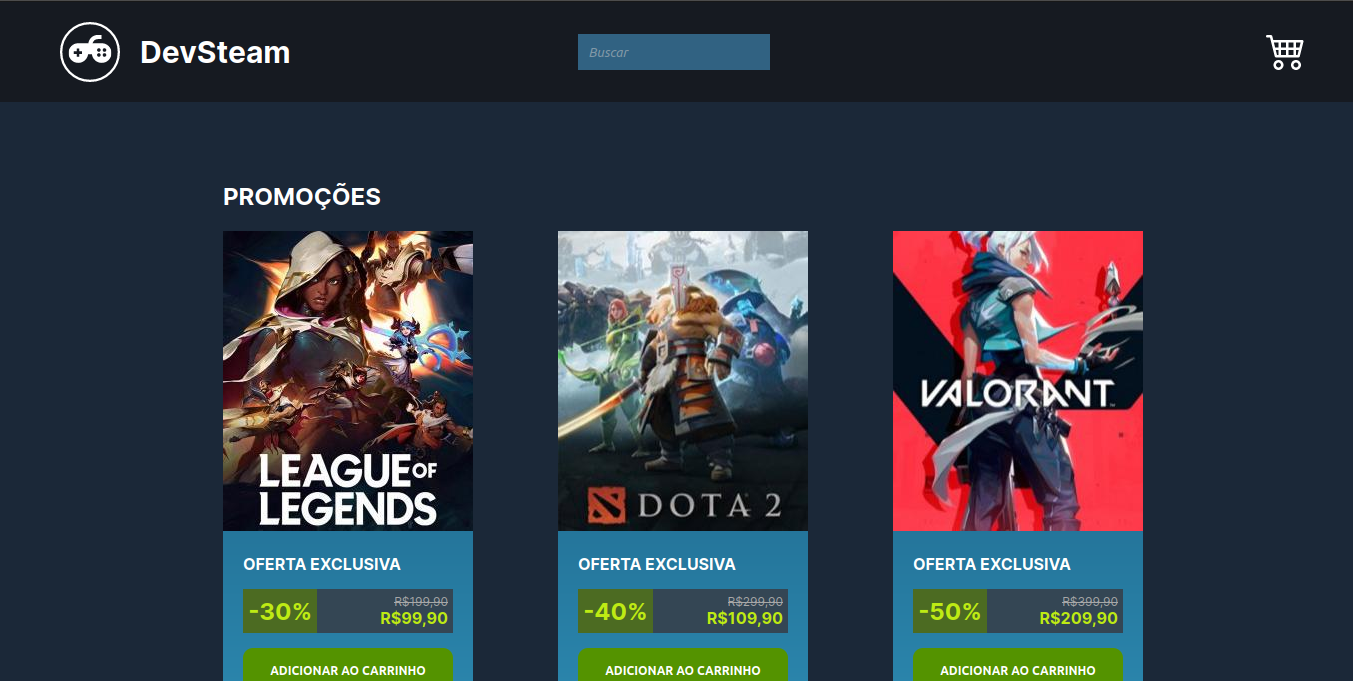 DevSteam
Buscar
PROMOÇÕES
LEAGUE OF
LEGENDS
DOTA 2
VALORANT
OFERTA EXCLUSIVA
-30%
R$199,90
R$99,90
ADICIONAR AO CARRINHO
OFERTA EXCLUSIVA
-40%
R$299,90
R$109,90
ADICIONAR AO CARRINHO
OFERTA EXCLUSIVA
-50%
R$399,90
R$209,90
ADICIONAR AO CARRINHO